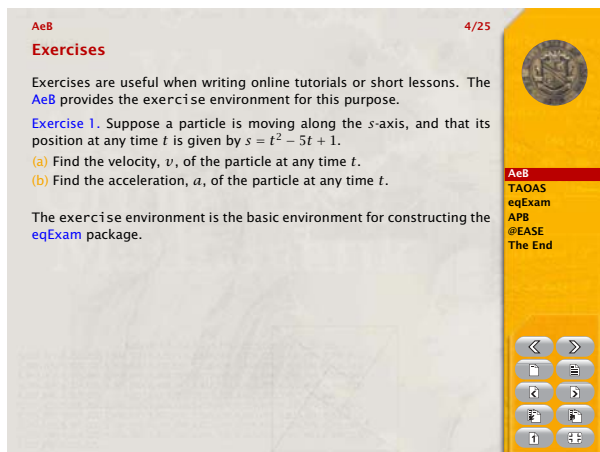 AeB
4/25
Exercises
Exercises are useful when writing online tutorials or short lessons. The
AeB provides the exercise environment for this purpose.
Exercise 1. Suppose a particle is moving along the s-axis, and that its
position at any time t is given by s = t² − 5t + 1.
(a) Find the velocity, v, of the particle at any time t.
(b) Find the acceleration, a, of the particle at any time t.
The exercise environment is the basic environment for constructing the
eqExam package.
AeB
TAOAS
eqExam
APB
@EASE
The End